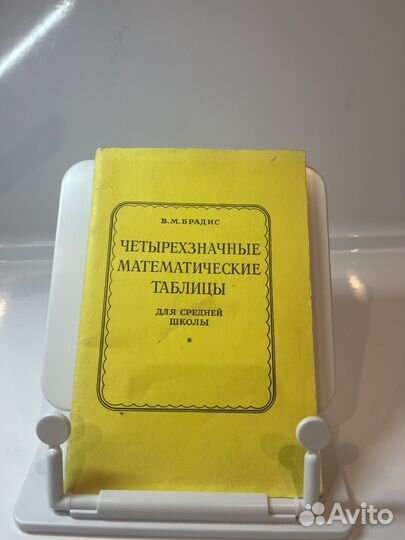 В. М. БРАДИС
ЧЕТЫРЕХЗНАЧНЫЕ
МАТЕМАТИЧЕСКИЕ
ТАБЛИЦЫ
ДЛЯ СРЕДНЕЙ
ШКОЛЫ
*
Avito